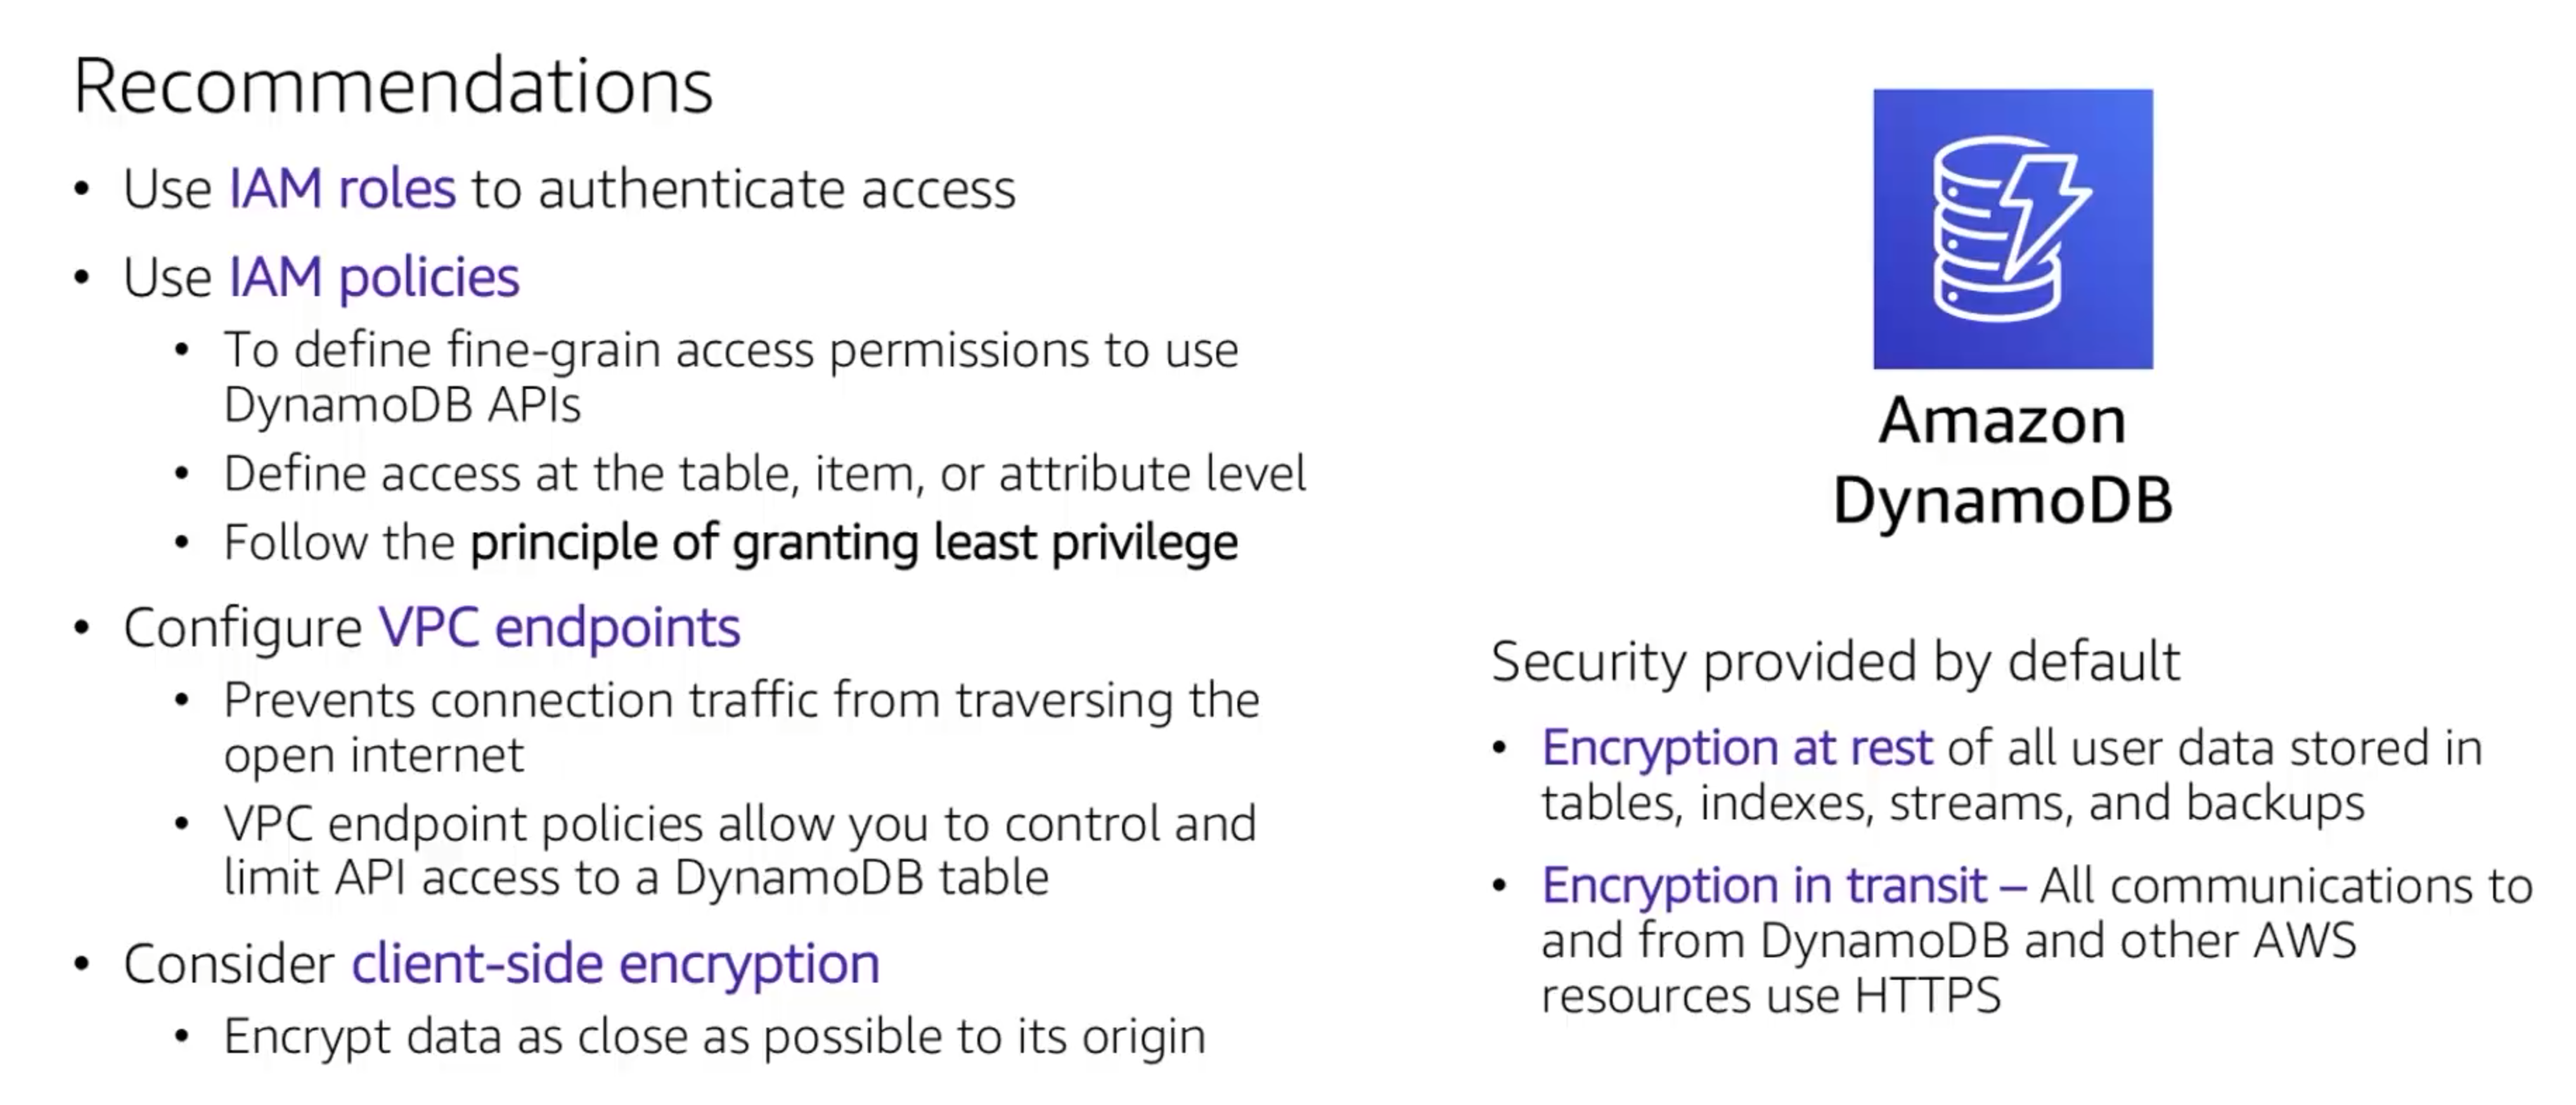 Recommendations
• Use IAM roles to authenticate access
• Use IAM policies
• To define fine-grain access permissions to use
DynamoDB APIs
• Define access at the table, item, or attribute level
• Follow the principle of granting least privilege
• Configure VPC endpoints
• Prevents connection traffic from traversing the
open internet
• VPC endpoint policies allow you to control and
limit API access to a DynamoDB table
• Consider client-side encryption
• Encrypt data as close as possible to its origin
Amazon
DynamoDB
Security provided by default
• Encryption at rest of all user data stored in
tables, indexes, streams, and backups
• Encryption in transit – All communications to
and from DynamoDB and other AWS
resources use HTTPS